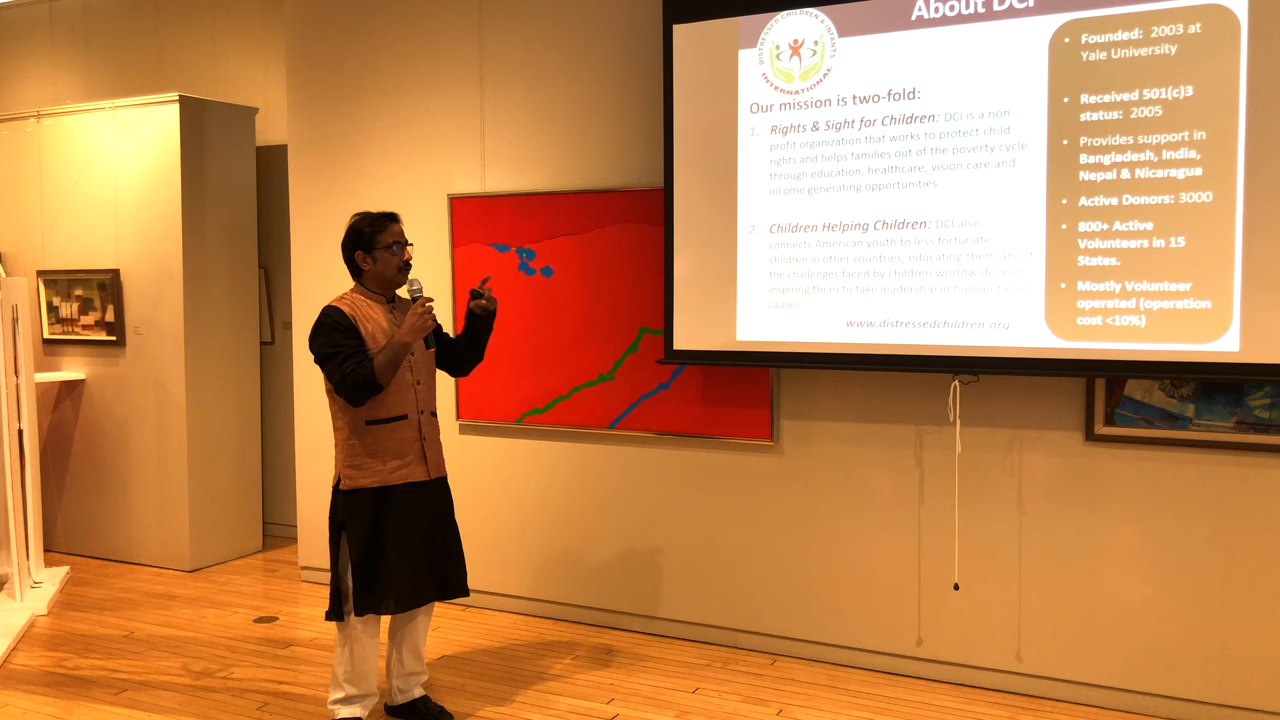 About DCI
DISTRESSED CHILDREN & INFANTS
INTERNATIONAL
Our mission is two-fold:
1. Rights & Sight for Children: DCI is a non-
profit organization that works to protect child
rights and helps families out of the poverty cycle
through education, healthcare, vision care and
income generating opportunities
2. Children Helping Children: DCI also
connects American youth to less fortunate
children in other countries, educating them about
the challenges faced by children worldwide and
inspiring them to take leadership in
causes
www.distressedchildren.org
• Founded: 2003 at
Yale University
• Received 501(c)3
status: 2005
• Provides support in
Bangladesh, India,
Nepal & Nicaragua
• Active Donors: 3000
• 800+ Active
Volunteers in 15
States.
• Mostly Volunteer
operated (operation
cost <10%)